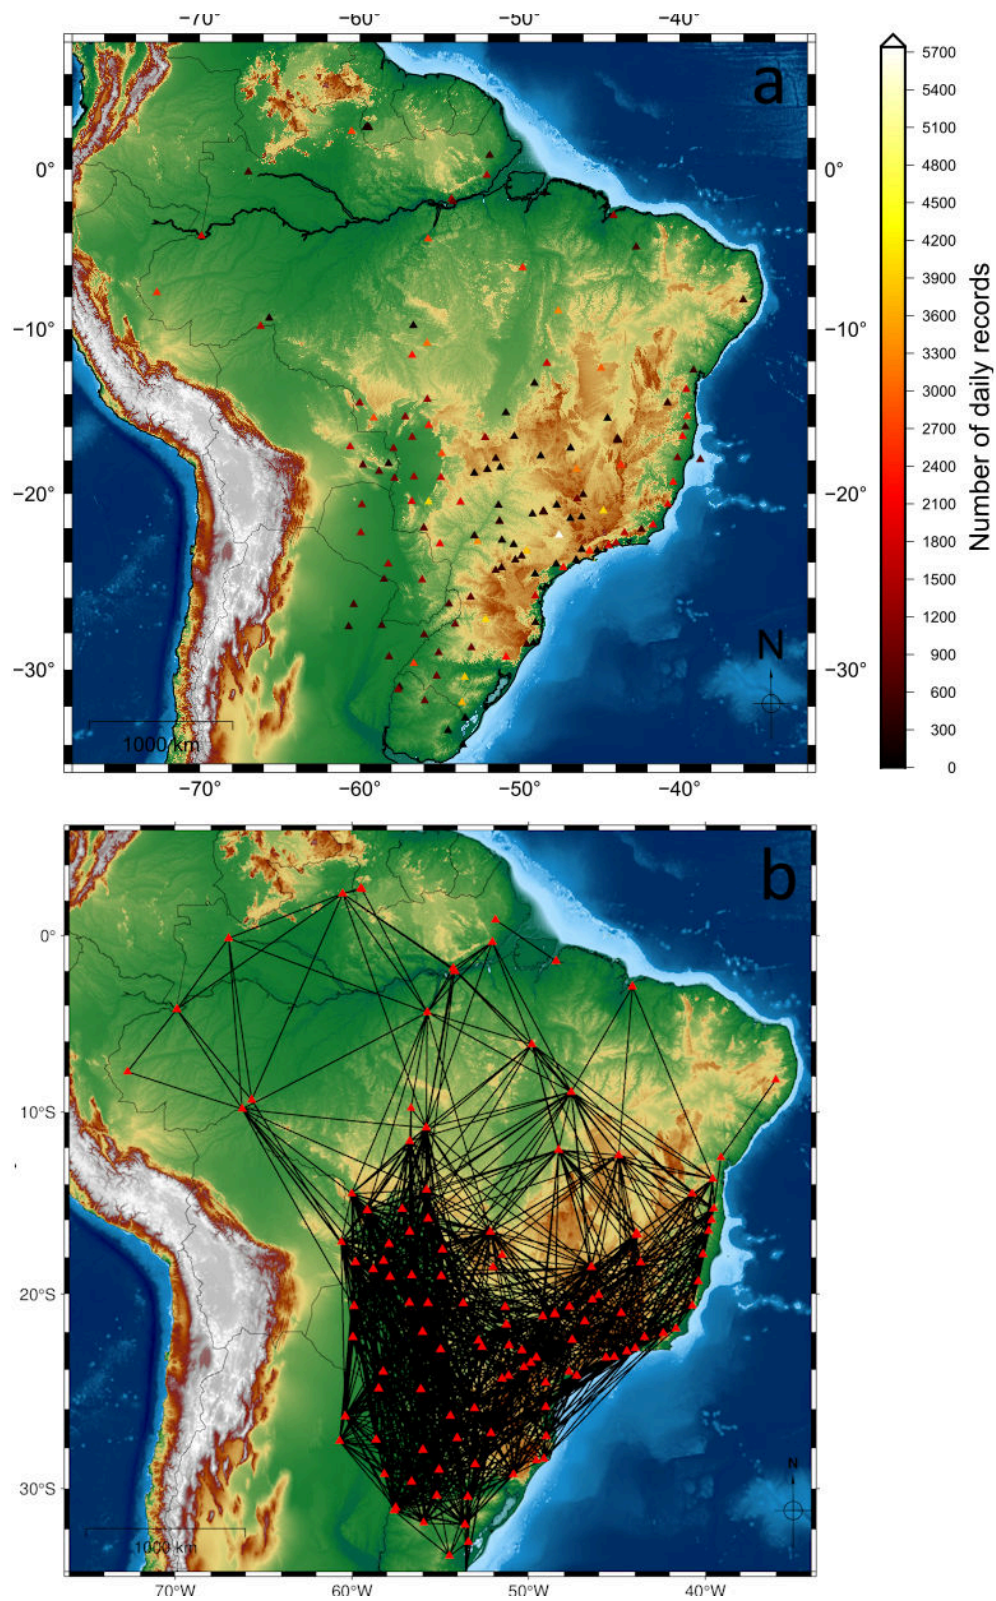 −70° −60° −50° −40°
a
0° 0°
−10° −10°
−20° −20°
−30° −30°
N
1000 km
−70° −60° −50° −40°
5700
5400
5100
4800
4500
4200
3900
3600
3300
3000
2700
2400
2100
1800
1500
1200
900
600
300
0
Number of daily records
b
0°
10°S
20°S
30°S
N
1000 km
70°W 60°W 50°W 40°W